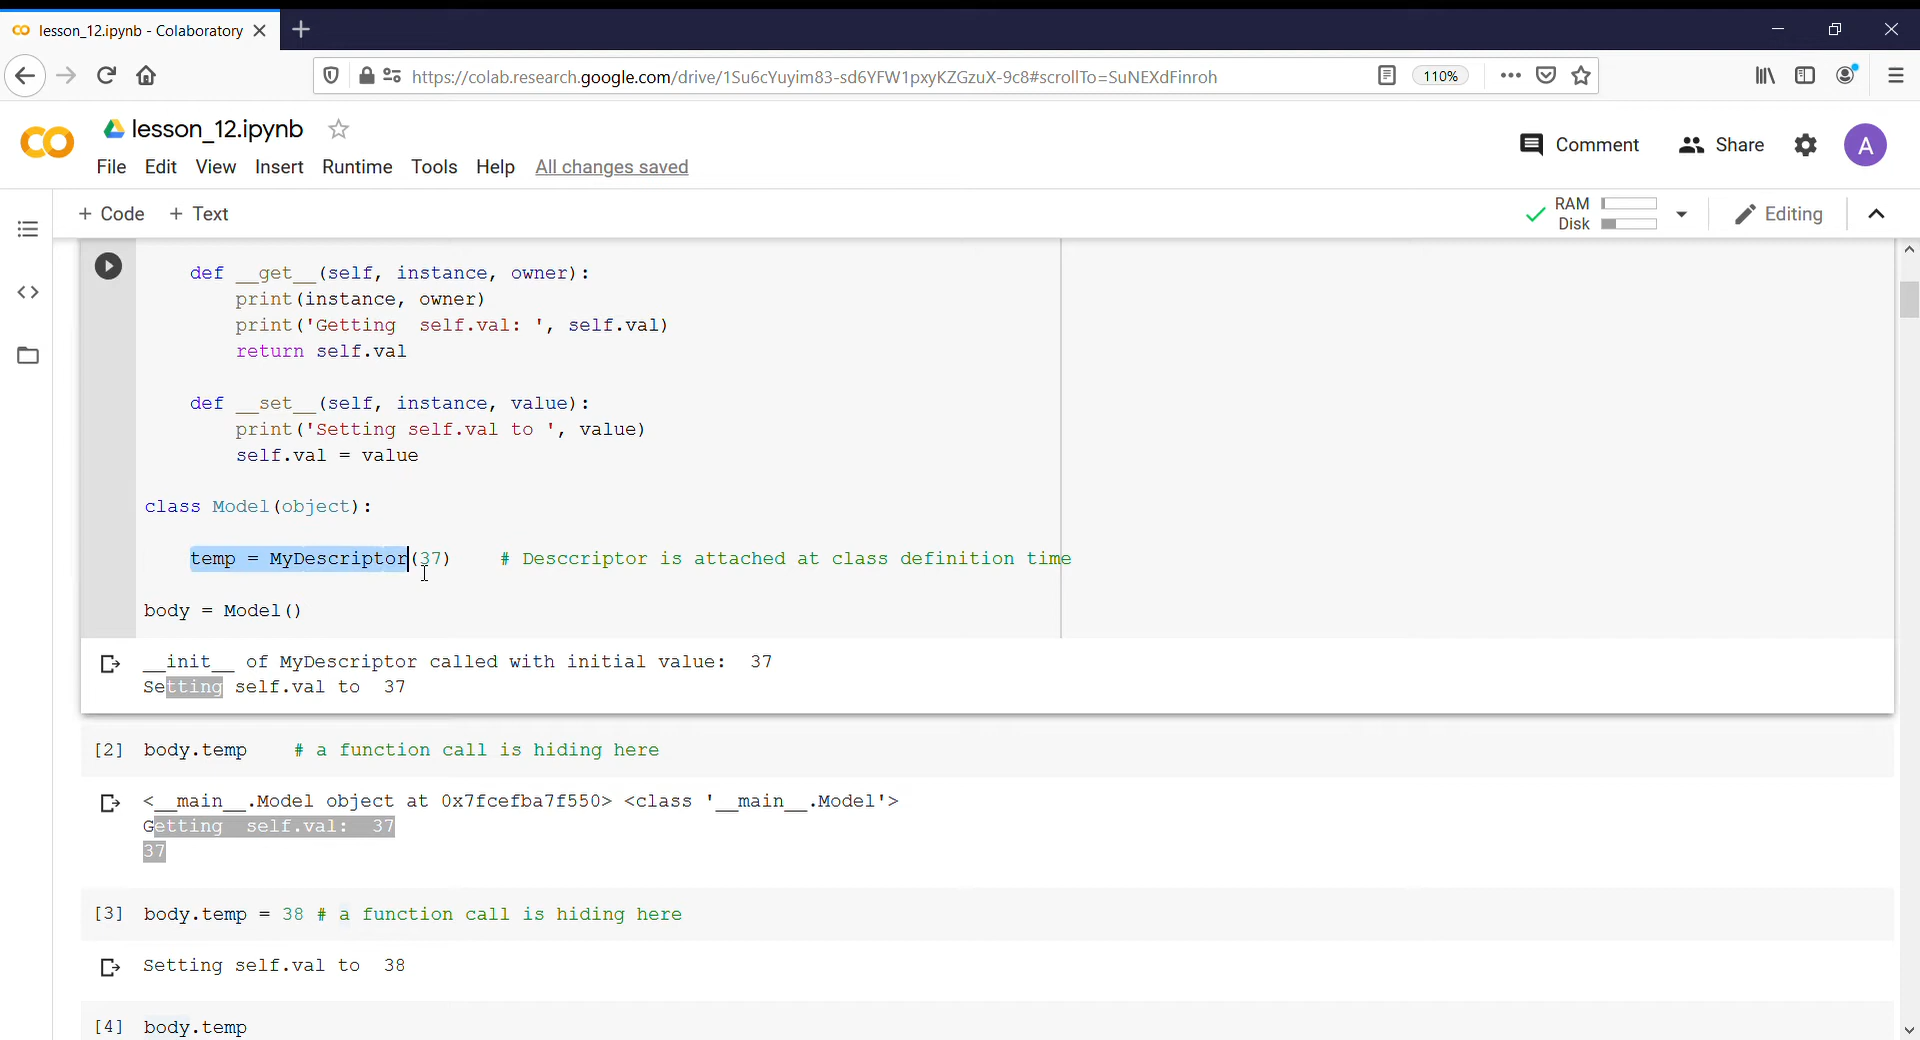 lesson_12.ipynb - Colaboratory
https://colab.research.google.com/drive/1Su6cYuyim83-sd6YFW1pxyKZGzuX-9c8#scrollTo=SuNEXdFinroh
110%
lesson_12.ipynb
Comment
Share
A
File Edit View Insert Runtime Tools Help All changes saved
+ Code + Text
RAM
Disk
Editing
def __get__(self, instance, owner):
print(instance, owner)
print('Getting  self.val: ', self.val)
return self.val
def __set__(self, instance, value):
print('Setting self.val to ', value)
self.val = value
class Model(object):
temp = MyDescriptor(37)    # Desccriptor is attached at class definition time
body = Model()
__init__ of MyDescriptor called with initial value:  37
Setting self.val to  37
[2] body.temp    # a function call is hiding here
<__main__.Model object at 0x7fcefba7f550> <class '__main__.Model'>
Getting  self.val:  37
37
[3] body.temp = 38 # a function call is hiding here
Setting self.val to  38
[4] body.temp